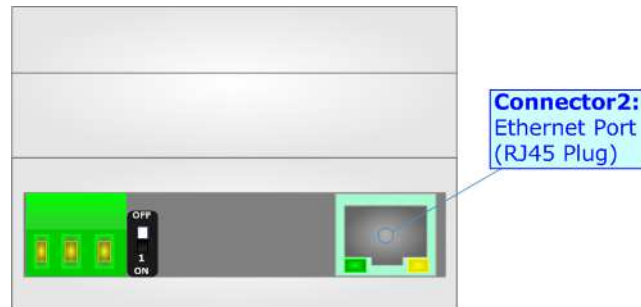 Connector2:
Ethernet Port
(RJ45 Plug)
OFF
1
ON